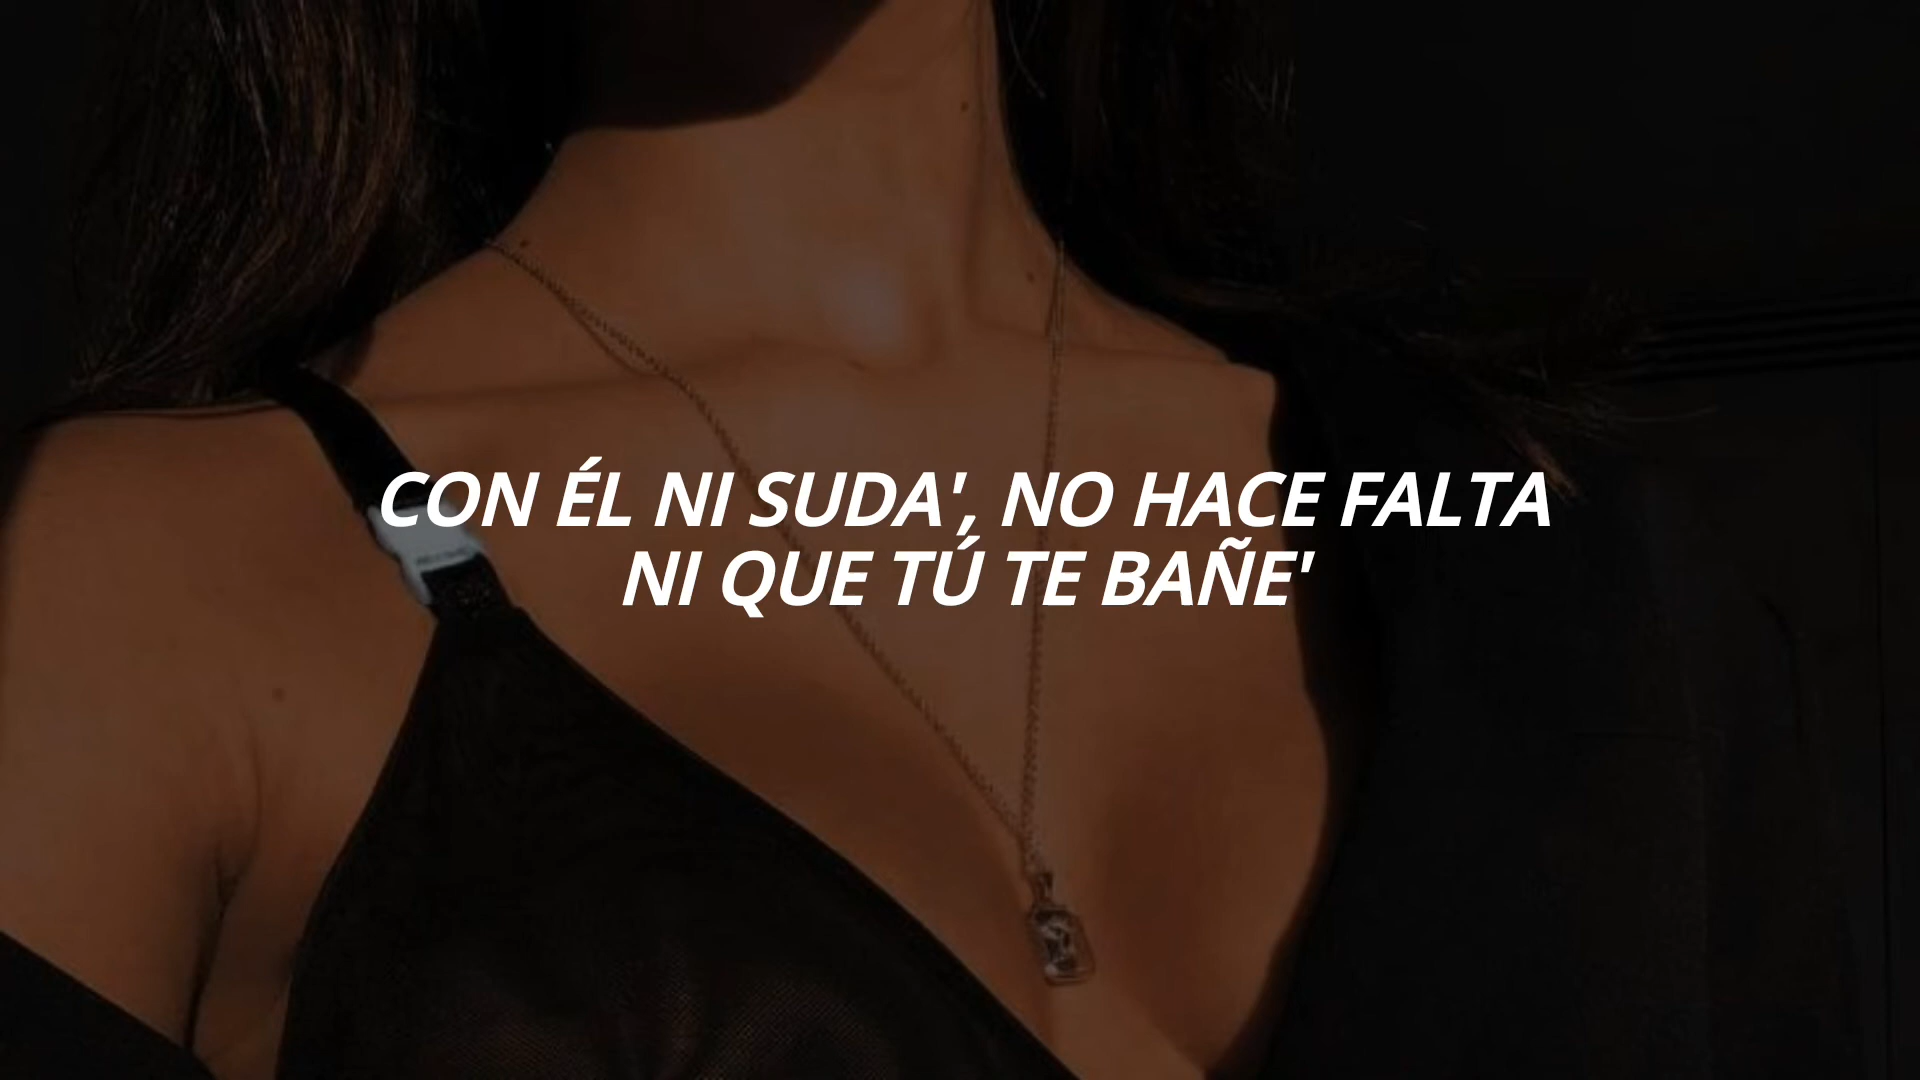 CON ÉL NI SUDA', NO HACE FALTA
NI QUE TÚ TE BAÑE'